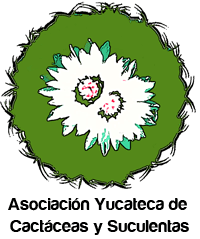 Asociación Yucateca de
Cactáceas y Suculentas